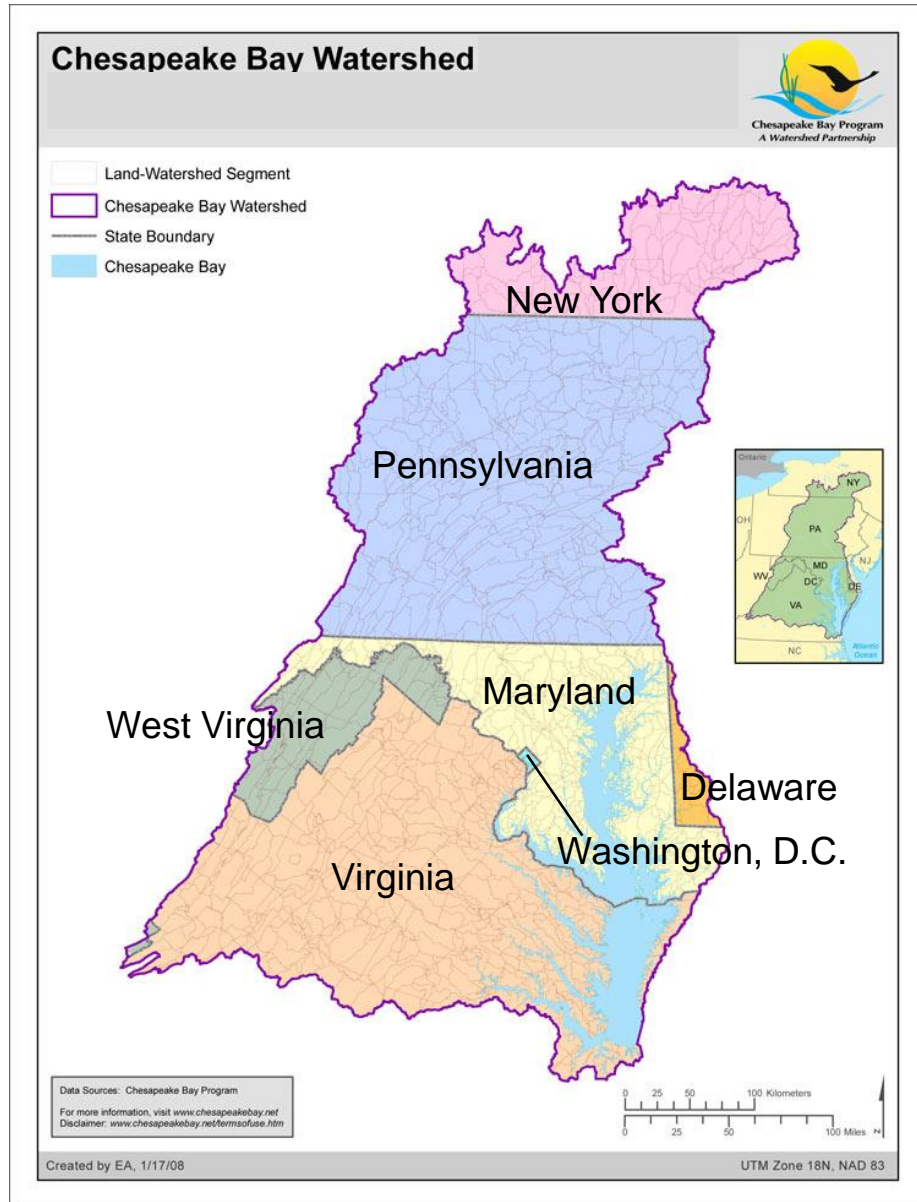 Chesapeake Bay Watershed
Chesapeake Bay Program
A Watershed Partnership
Land-Watershed Segment
Chesapeake Bay Watershed
State Boundary
Chesapeake Bay
New York
Pennsylvania
Maryland
West Virginia
Delaware
Washington, D.C.
Virginia
Ontario
NY
OH
PA
NJ
MD
WV
DC
DE
VA
NC
Atlantic
Ocean
Data Sources: Chesapeake Bay Program
For more information, visit www.chesapeakebay.net
Disclaimer: www.chesapeakebay.net/termsofuse.htm
0 25 50 100 Kilometers
0 25 50 100 Miles
N
Created by EA, 1/17/08
UTM Zone 18N, NAD 83